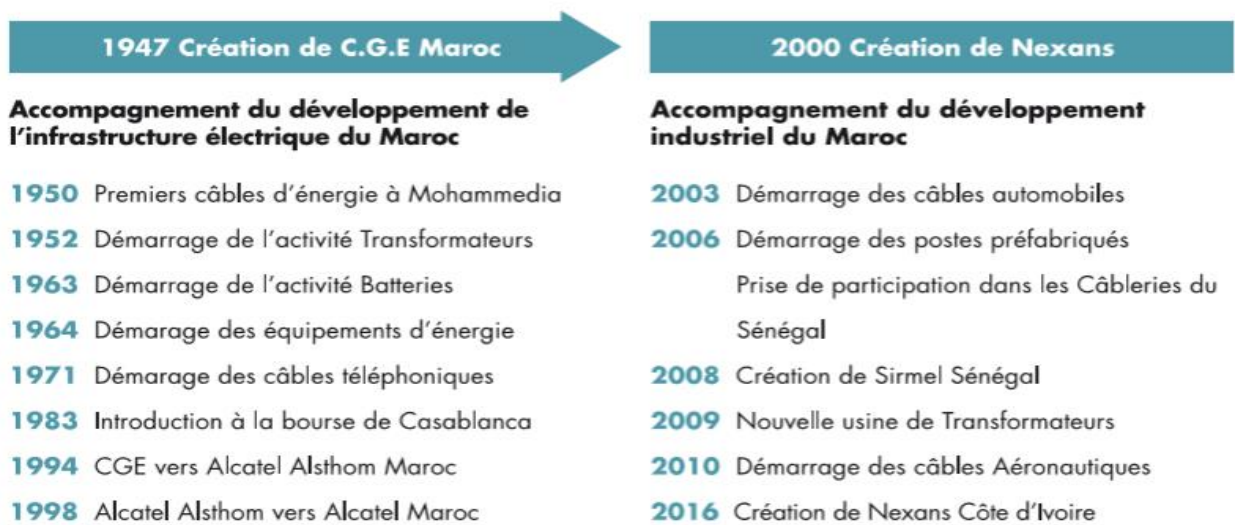 1947 Création de C.G.E Maroc
Accompagnement du développement de
l'infrastructure électrique du Maroc
1950 Premiers câbles d'énergie à Mohammedia
1952 Démarrage de l'activité Transformateurs
1963 Démarrage de l'activité Batteries
1964 Démarage des équipements d'énergie
1971 Démarage des câbles téléphoniques
1983 Introduction à la bourse de Casablanca
1994 CGE vers Alcatel Alsthom Maroc
1998 Alcatel Alsthom vers Alcatel Maroc
2000 Création de Nexans
Accompagnement du développement
industriel du Maroc
2003 Démarrage des câbles automobiles
2006 Démarrage des postes préfabriqués
Prise de participation dans les Câbleries du
Sénégal
2008 Création de Sirmel Sénégal
2009 Nouvelle usine de Transformateurs
2010 Démarrage des câbles Aéronautiques
2016 Création de Nexans Côte d'Ivoire